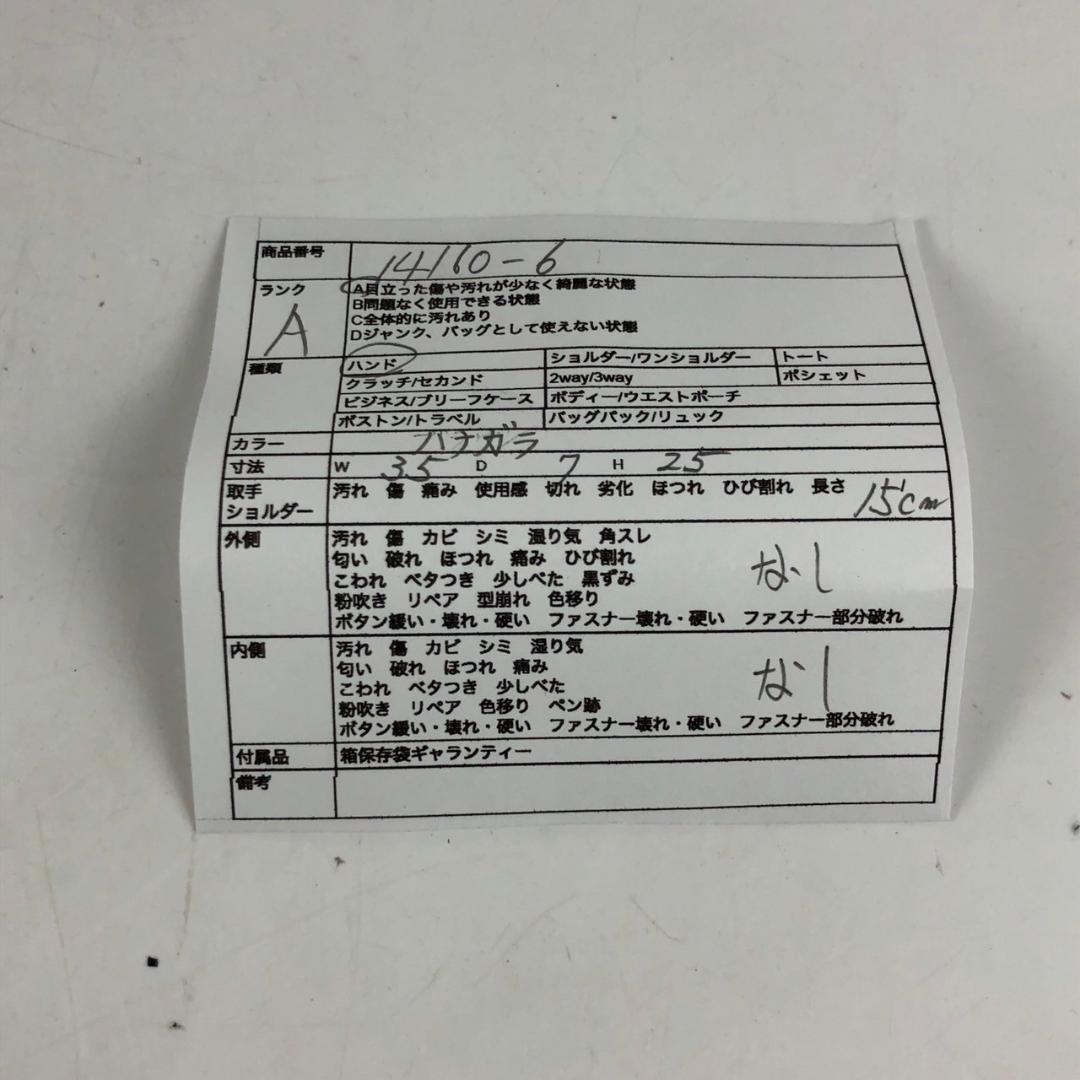 商品番号 14160-6
ランク A
A目立った傷や汚れが少なく綺麗な状態
B問題なく使用できる状態
C全体的に汚れあり
Dジャンク、バッグとして使えない状態
種類 ハンド ショルダー/ワンショルダー トート
クラッチ/セカンド 2way/3way ポシェット
ビジネス/ブリーフケース ボディー/ウエストポーチ
ボストン/トラベル バッグパック/リュック
カラー ハナガラ
寸法 W 35 D 7 H 25
取手 汚れ 傷 痛み 使用感 切れ 劣化 ほつれ ひび割れ 長さ 15cm
ショルダー
外側 汚れ 傷 カビ シミ 湿り気 角スレ
匂い 破れ ほつれ 痛み ひび割れ
こわれ ベタつき 少しべた 黒ずみ なし
粉吹き リペア 型崩れ 色移り
ボタン緩い・壊れ・硬い ファスナー壊れ・硬い ファスナー部分破れ
内側 汚れ 傷 カビ シミ 湿り気
匂い 破れ ほつれ 痛み
こわれ ベタつき 少しべた なし
粉吹き リペア 色移り ペン跡
ボタン緩い・壊れ・硬い ファスナー壊れ・硬い ファスナー部分破れ
付属品 箱保存袋ギャランティー
備考